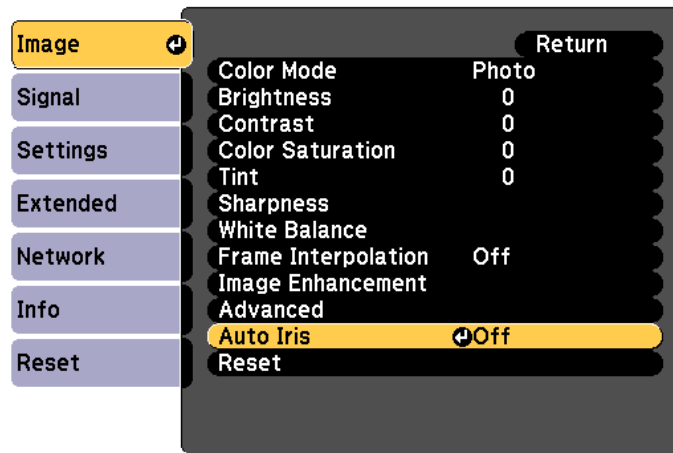 Image
Signal
Settings
Extended
Network
Info
Reset
Return
Color Mode Photo
Brightness 0
Contrast 0
Color Saturation 0
Tint 0
Sharpness
White Balance
Frame Interpolation Off
Image Enhancement
Advanced
Auto Iris Off
Reset